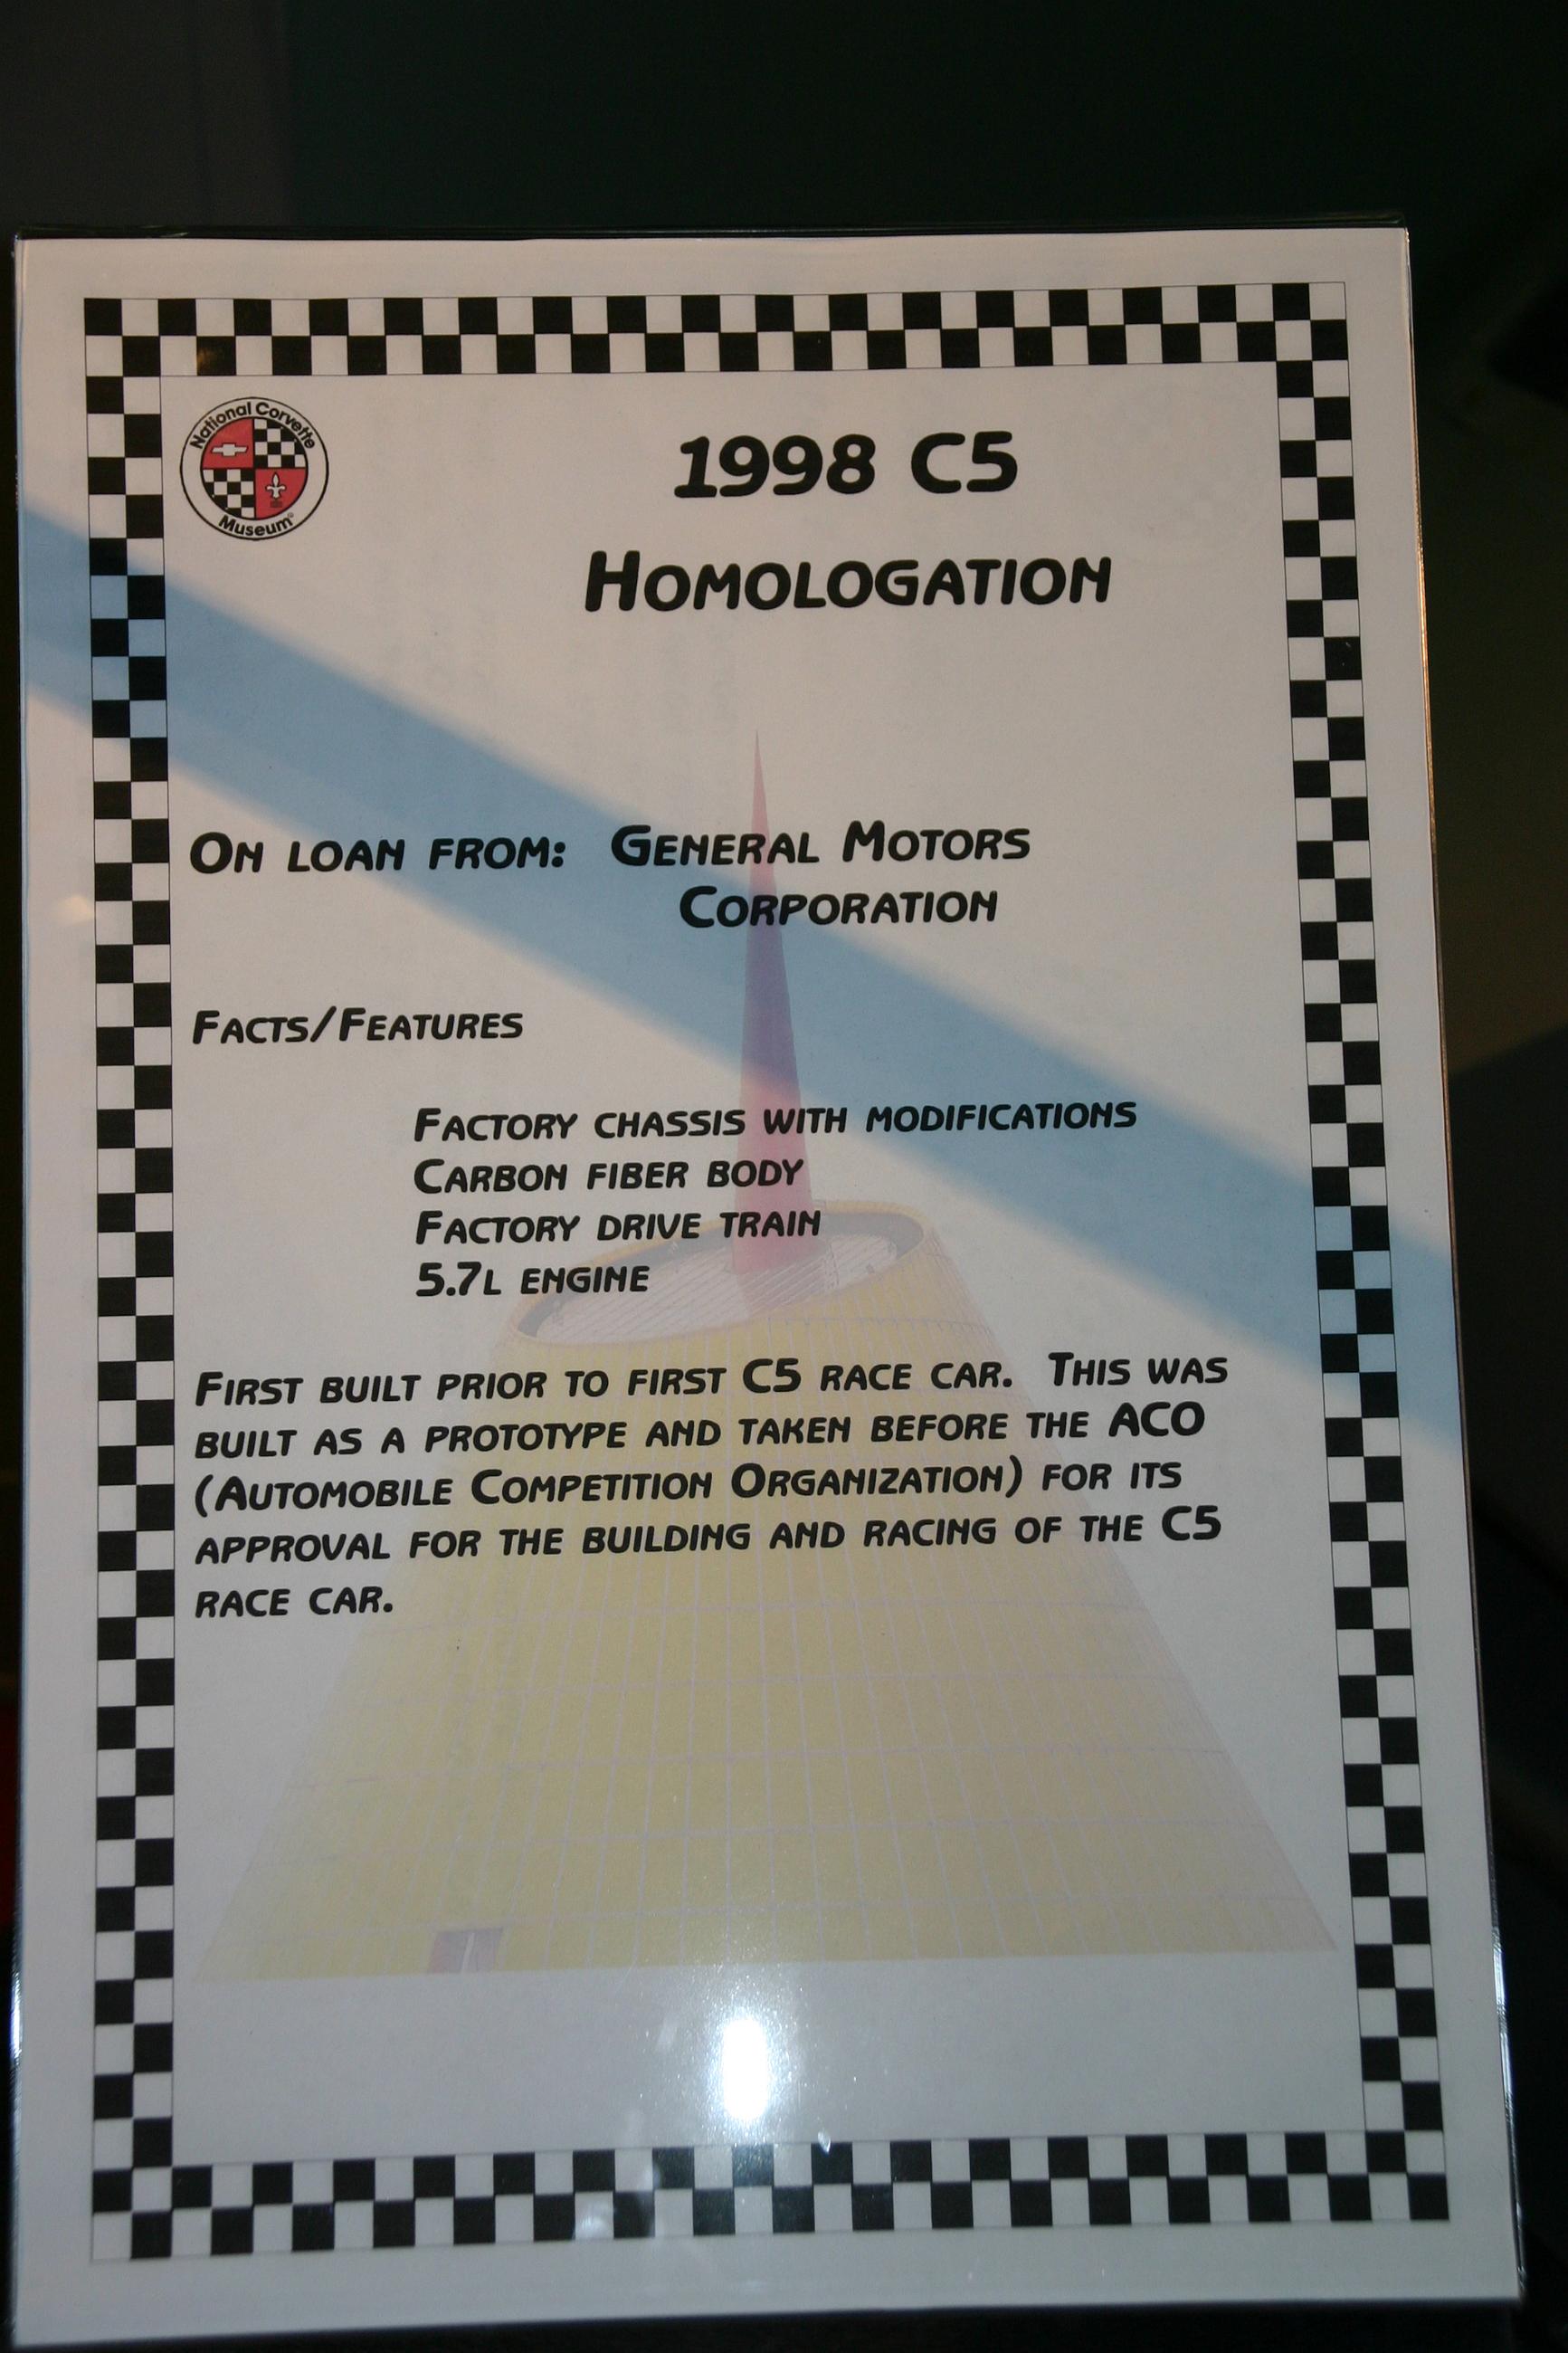 National Corvette
Museum®
1998 C5
HOMOLOGATION
ON LOAN FROM: GENERAL MOTORS
CORPORATION
FACTS/FEATURES
FACTORY CHASSIS WITH MODIFICATIONS
CARBON FIBER BODY
FACTORY DRIVE TRAIN
5.7L ENGINE
FIRST BUILT PRIOR TO FIRST C5 RACE CAR. THIS WAS
BUILT AS A PROTOTYPE AND TAKEN BEFORE THE ACO
(AUTOMOBILE COMPETITION ORGANIZATION) FOR ITS
APPROVAL FOR THE BUILDING AND RACING OF THE C5
RACE CAR.